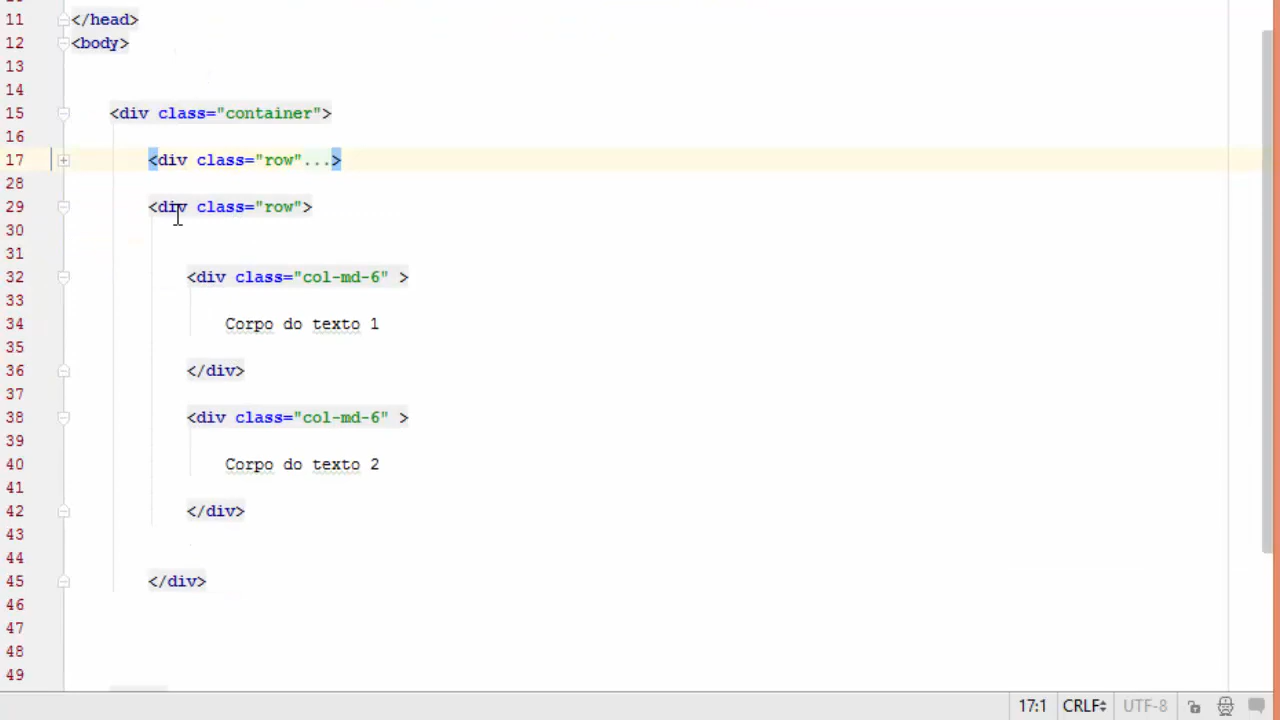 11 </head>
12 <body>
13
14
15 <div class="container">
16
17 <div class="row"...>
28
29 <div class="row">
30
31
32 <div class="col-md-6" >
33
34 Corpo do texto 1
35
36 </div>
37
38 <div class="col-md-6" >
39
40 Corpo do texto 2
41
42 </div>
43
44
45 </div>
46
47
48
49
17:1 CRLF UTF-8